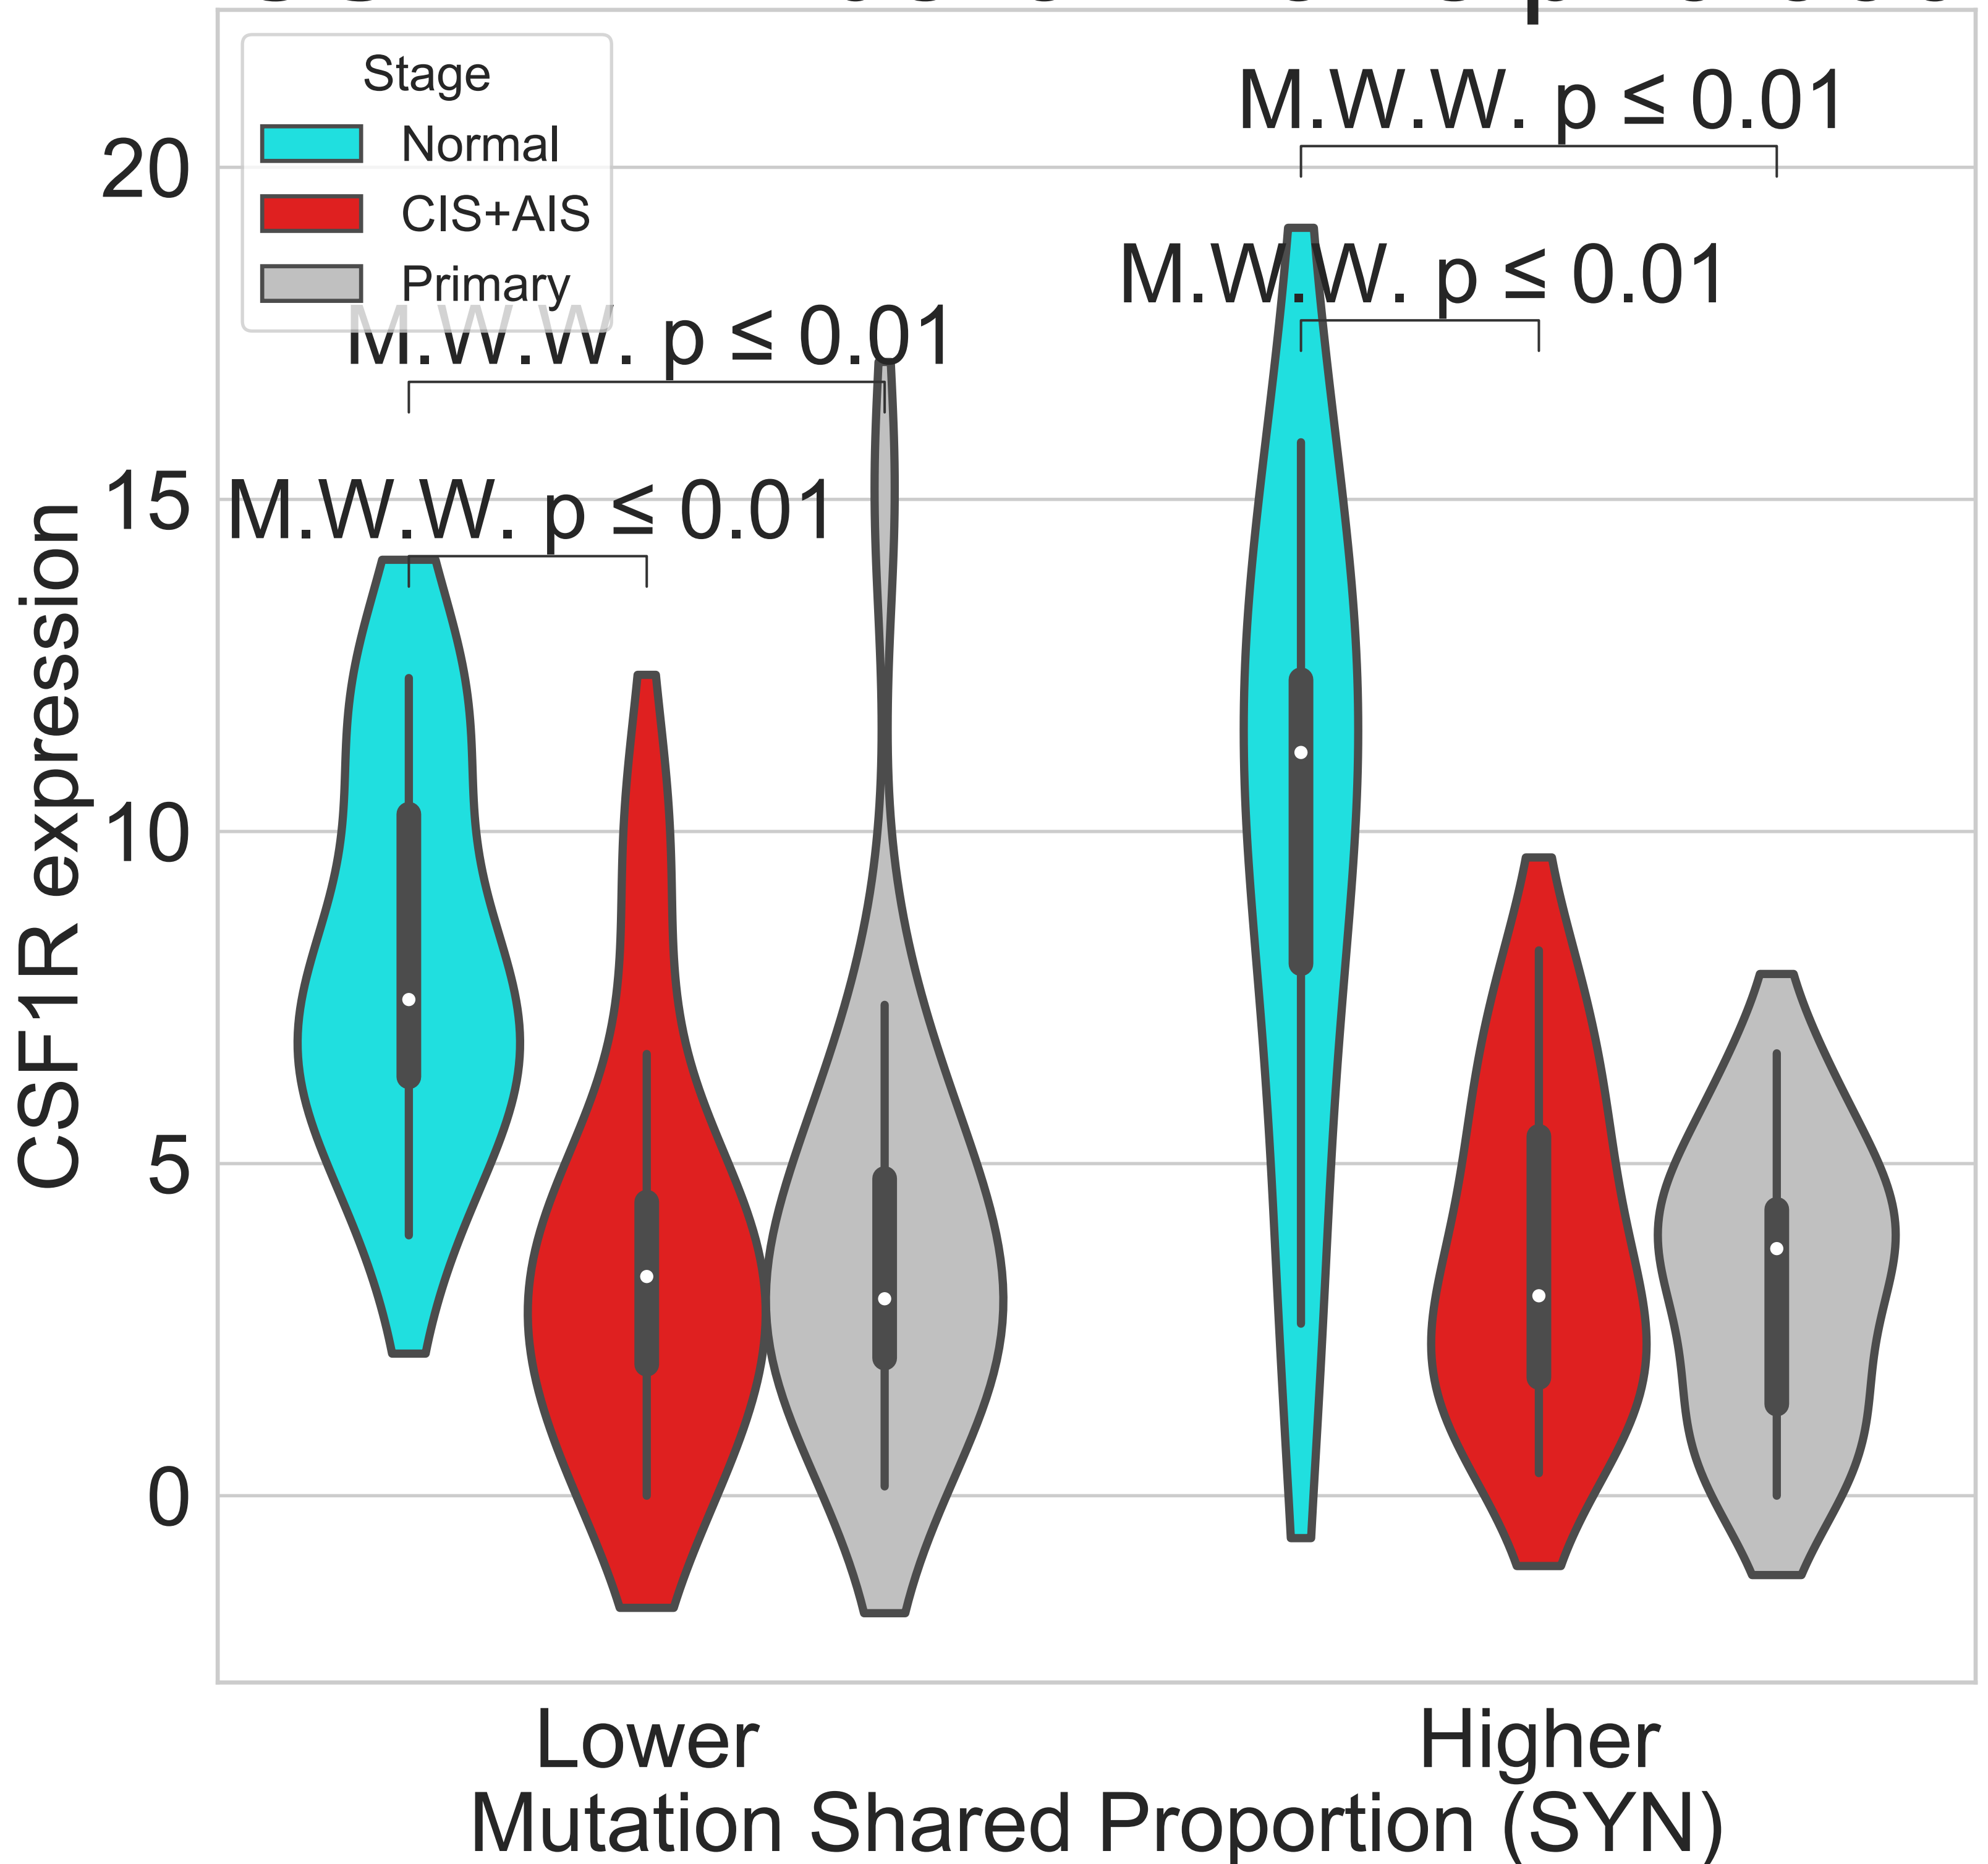 Stage
Normal
CIS+AIS
Primary
M.W.W. p ≤ 0.01
M.W.W. p ≤ 0.01
M.W.W. p ≤ 0.01
M.W.W. p ≤ 0.01
20
15
10
5
0
CSF1R expression
Lower
Higher
Mutation Shared Proportion (SYN)